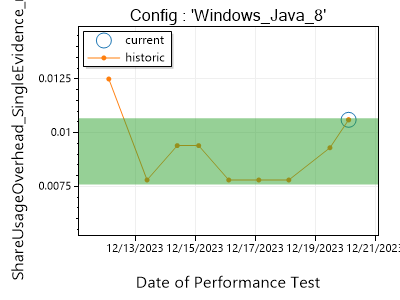 Config : 'Windows_Java_8'
current
historic
0.0125
0.01
0.0075
12/13/2023
12/15/2023
12/17/2023
12/19/2023
12/21/2023
Date of Performance Test
ShareUsageOverhead_SingleEvidence_